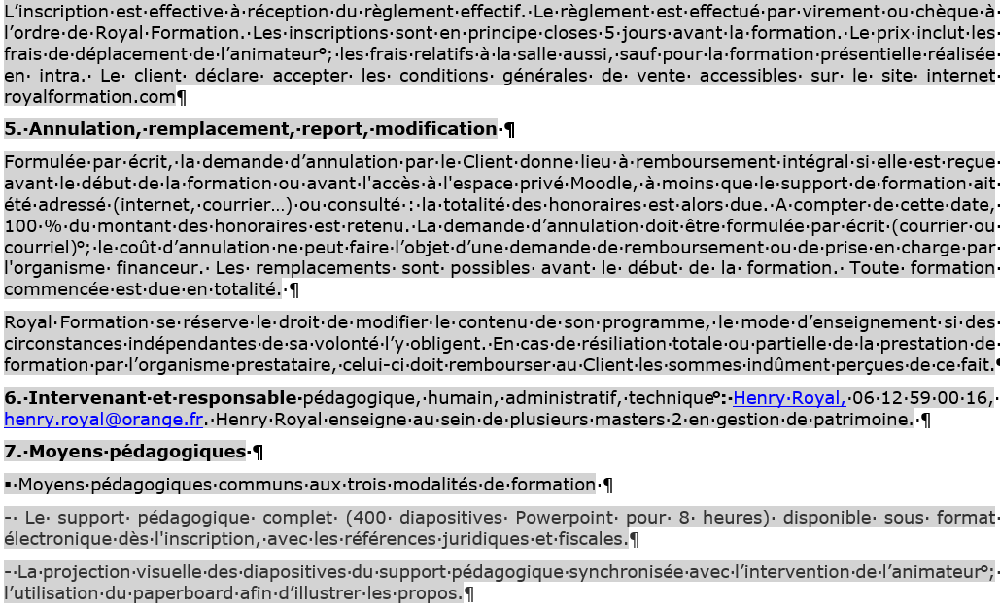 L’inscription est effective à réception du règlement effectif. Le règlement est effectué par virement ou chèque à
l’ordre de Royal Formation. Les inscriptions sont en principe closes 5 jours avant la formation. Le prix inclut les
frais de déplacement de l’animateur ; les frais relatifs à la salle aussi, sauf pour la formation présentielle réalisée
en intra. Le client déclare accepter les conditions générales de vente accessibles sur le site internet
royalformation.com
5. Annulation, remplacement, report, modification
Formulée par écrit, la demande d’annulation par le Client donne lieu à remboursement intégral si elle est reçue
avant le début de la formation ou avant l'accès à l'espace privé Moodle, à moins que le support de formation ait
été adressé (internet, courrier…) ou consulté : la totalité des honoraires est alors due. A compter de cette date,
100 % du montant des honoraires est retenu. La demande d’annulation doit être formulée par écrit (courrier ou
courriel) ; le coût d’annulation ne peut faire l’objet d’une demande de remboursement ou de prise en charge par
l'organisme financeur. Les remplacements sont possibles avant le début de la formation. Toute formation
commencée est due en totalité.
Royal Formation se réserve le droit de modifier le contenu de son programme, le mode d’enseignement si des
circonstances indépendantes de sa volonté l’y obligent. En cas de résiliation totale ou partielle de la prestation de
formation par l’organisme prestataire, celui-ci doit rembourser au Client les sommes indûment perçues de ce fait.
6. Intervenant et responsable pédagogique, humain, administratif, technique : Henry Royal, 06 12 59 00 16,
henry.royal@orange.fr. Henry Royal enseigne au sein de plusieurs masters 2 en gestion de patrimoine.
7. Moyens pédagogiques
▪ Moyens pédagogiques communs aux trois modalités de formation
- Le support pédagogique complet (400 diapositives Powerpoint pour 8 heures) disponible sous format
électronique dès l'inscription, avec les références juridiques et fiscales.
- La projection visuelle des diapositives du support pédagogique synchronisée avec l’intervention de l’animateur ;
l’utilisation du paperboard afin d’illustrer les propos.